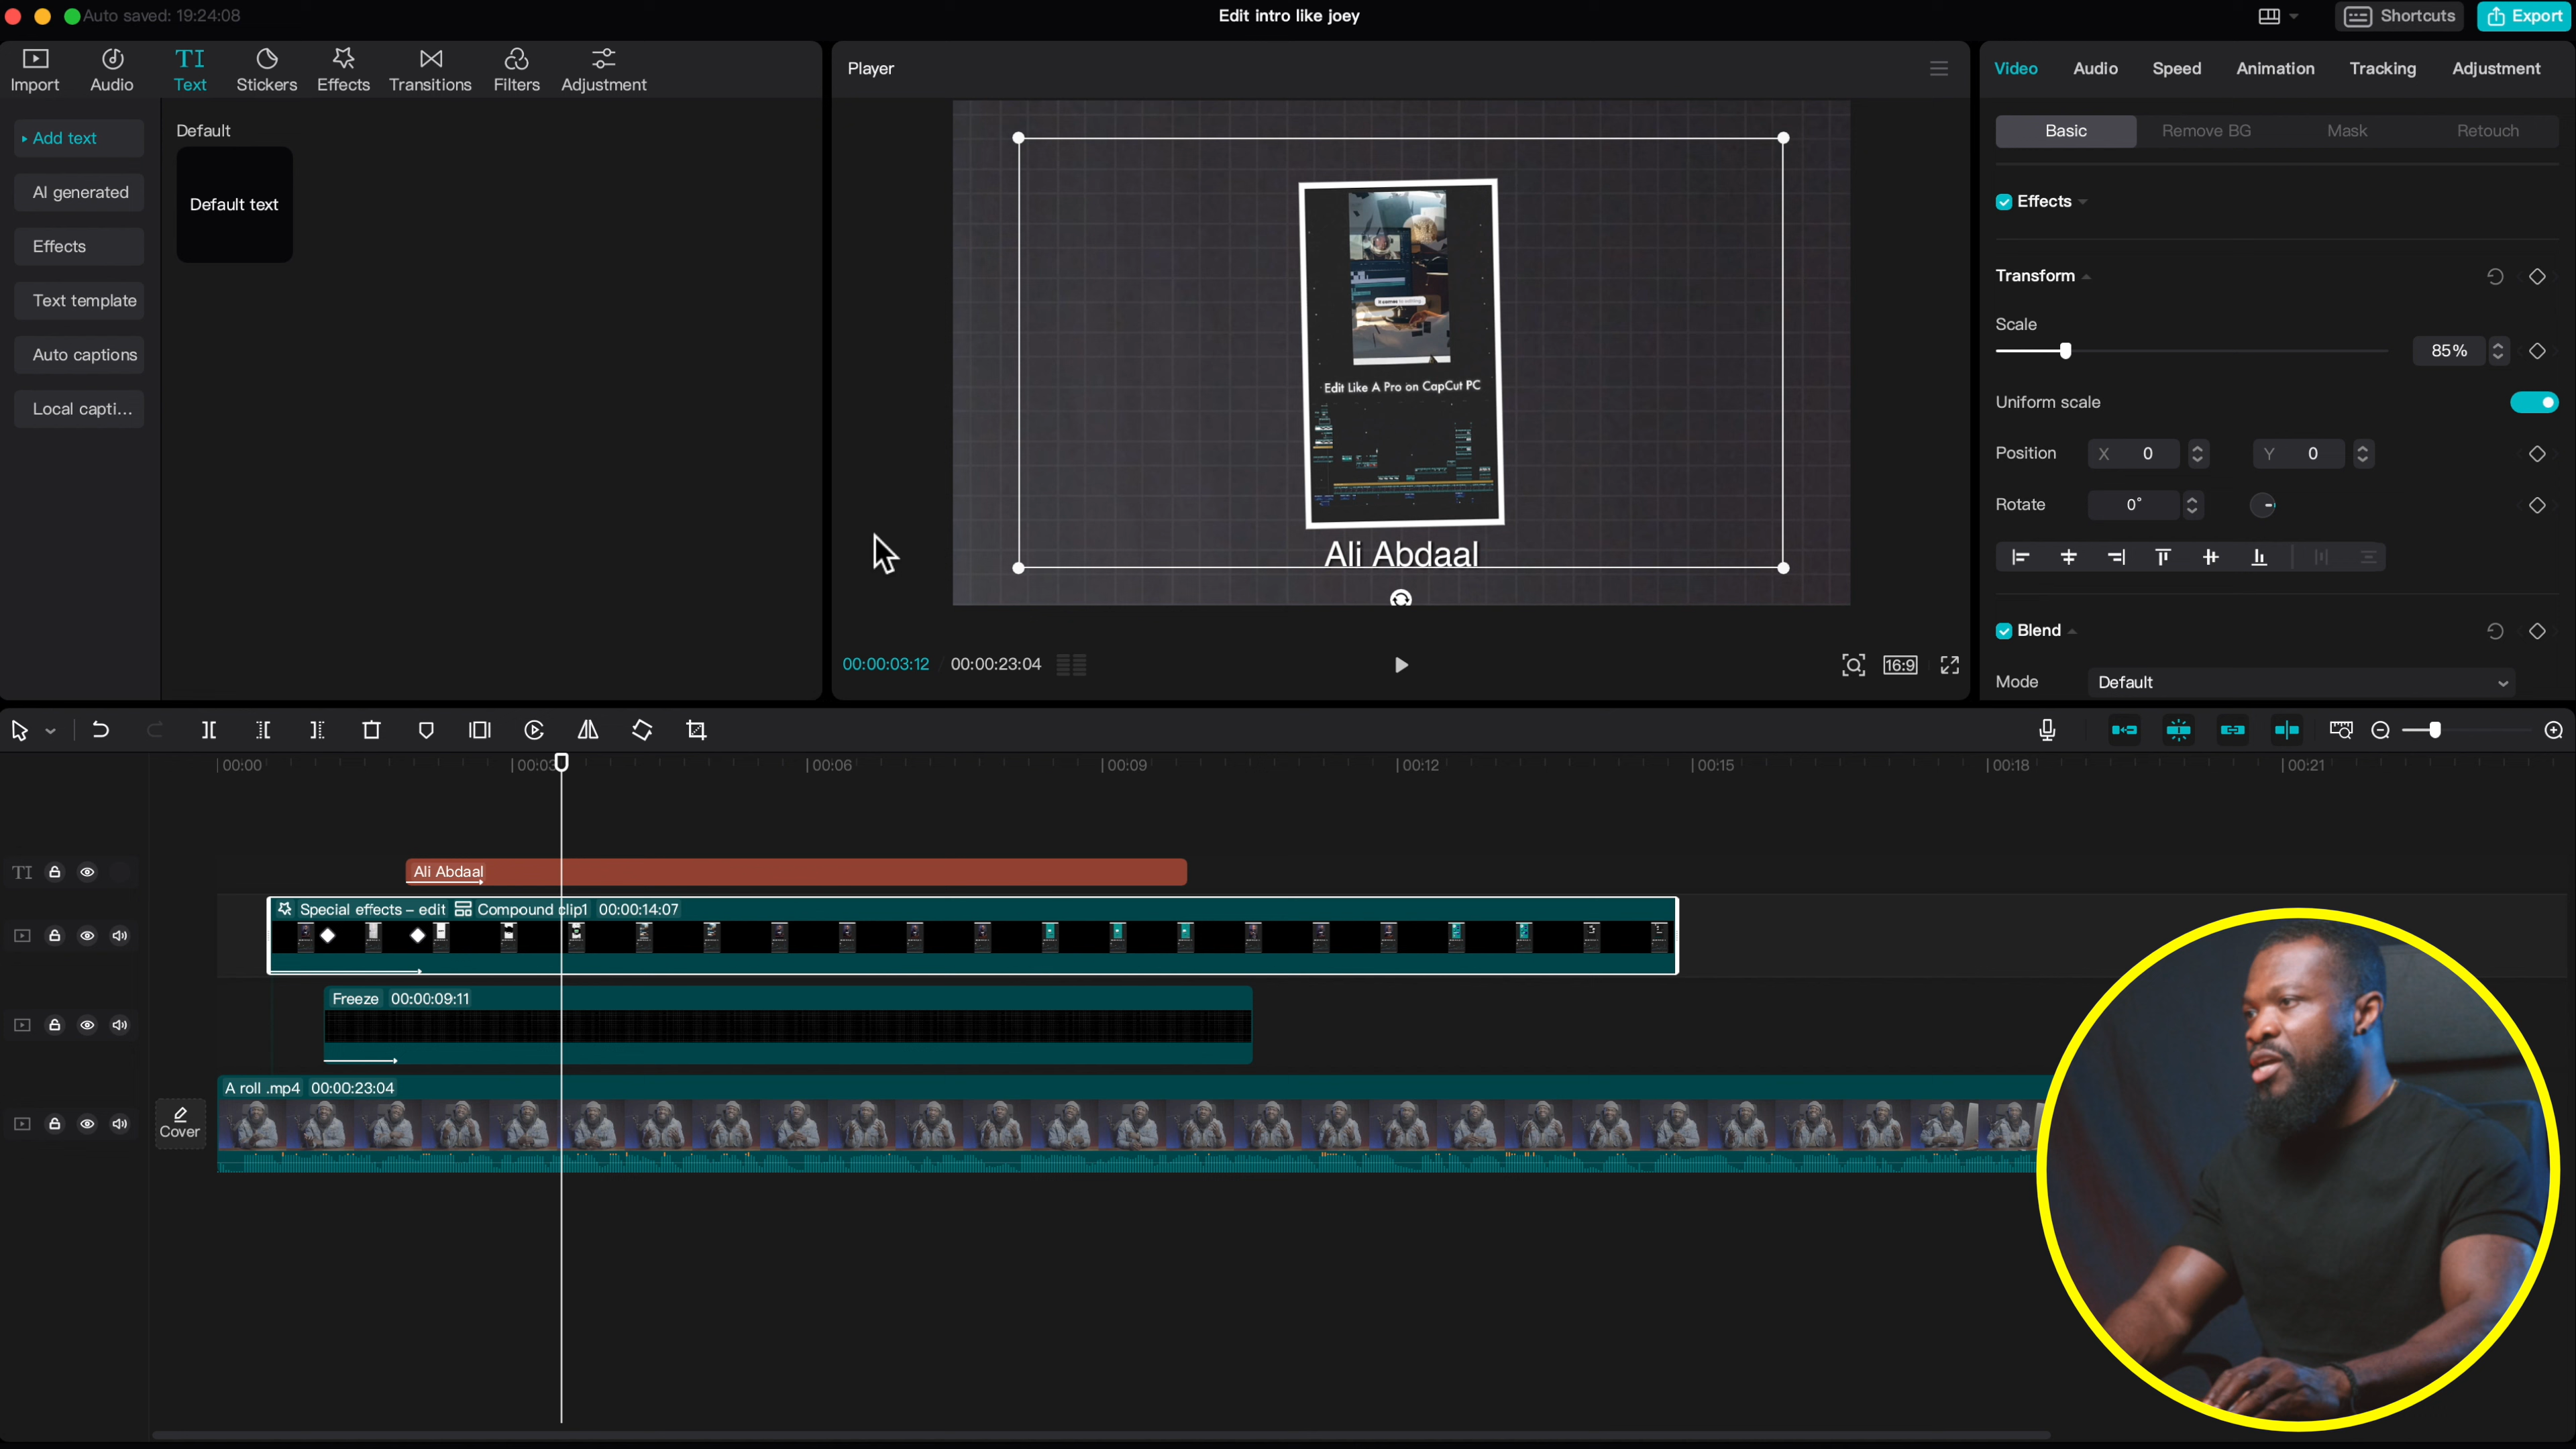 Auto saved: 19:24:08
Edit intro like joey
Shortcuts
Export
Import
Audio
TI
Text
Stickers
Effects
Transitions
Filters
Adjustment
Add text
AI generated
Effects
Text template
Auto captions
Local capti...
Default
Default text
Player
Edit Like A Pro on CapCut PC
Ali Abdaal
00:00:03:12
00:00:23:04
16:9
Video
Audio
Speed
Animation
Tracking
Adjustment
Basic
Remove BG
Mask
Retouch
Effects
Transform
Scale
85%
Uniform scale
Position
X 0
Y 0
Rotate
0°
Blend
Mode
Default
00:00
00:03
00:06
00:09
00:12
00:15
00:18
00:21
TI
Ali Abdaal
Special effects – edit Compound clip1 00:00:14:07
Freeze 00:00:09:11
A roll .mp4 00:00:23:04
Cover